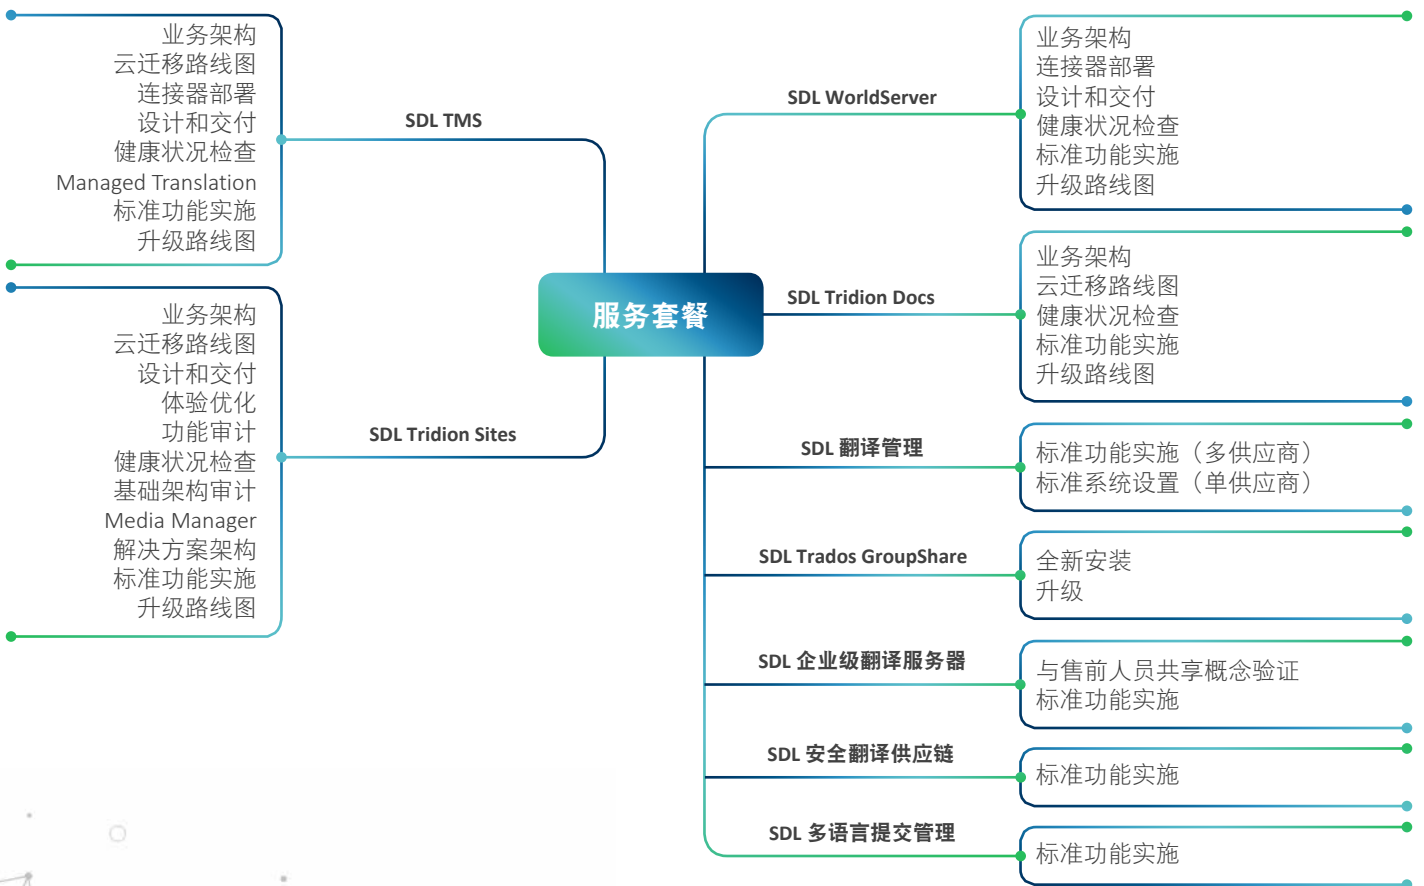 服务套餐
SDL TMS
业务架构
云迁移路线图
连接器部署
设计和交付
健康状况检查
Managed Translation
标准功能实施
升级路线图
SDL Tridion Sites
业务架构
云迁移路线图
设计和交付
体验优化
功能审计
健康状况检查
基础架构审计
Media Manager
解决方案架构
标准功能实施
升级路线图
SDL WorldServer
业务架构
连接器部署
设计和交付
健康状况检查
标准功能实施
升级路线图
SDL Tridion Docs
业务架构
云迁移路线图
健康状况检查
标准功能实施
升级路线图
SDL 翻译管理
标准功能实施（多供应商）
标准系统设置（单供应商）
SDL Trados GroupShare
全新安装
升级
SDL 企业级翻译服务器
与售前人员共享概念验证
标准功能实施
SDL 安全翻译供应链
标准功能实施
SDL 多语言提交管理
标准功能实施